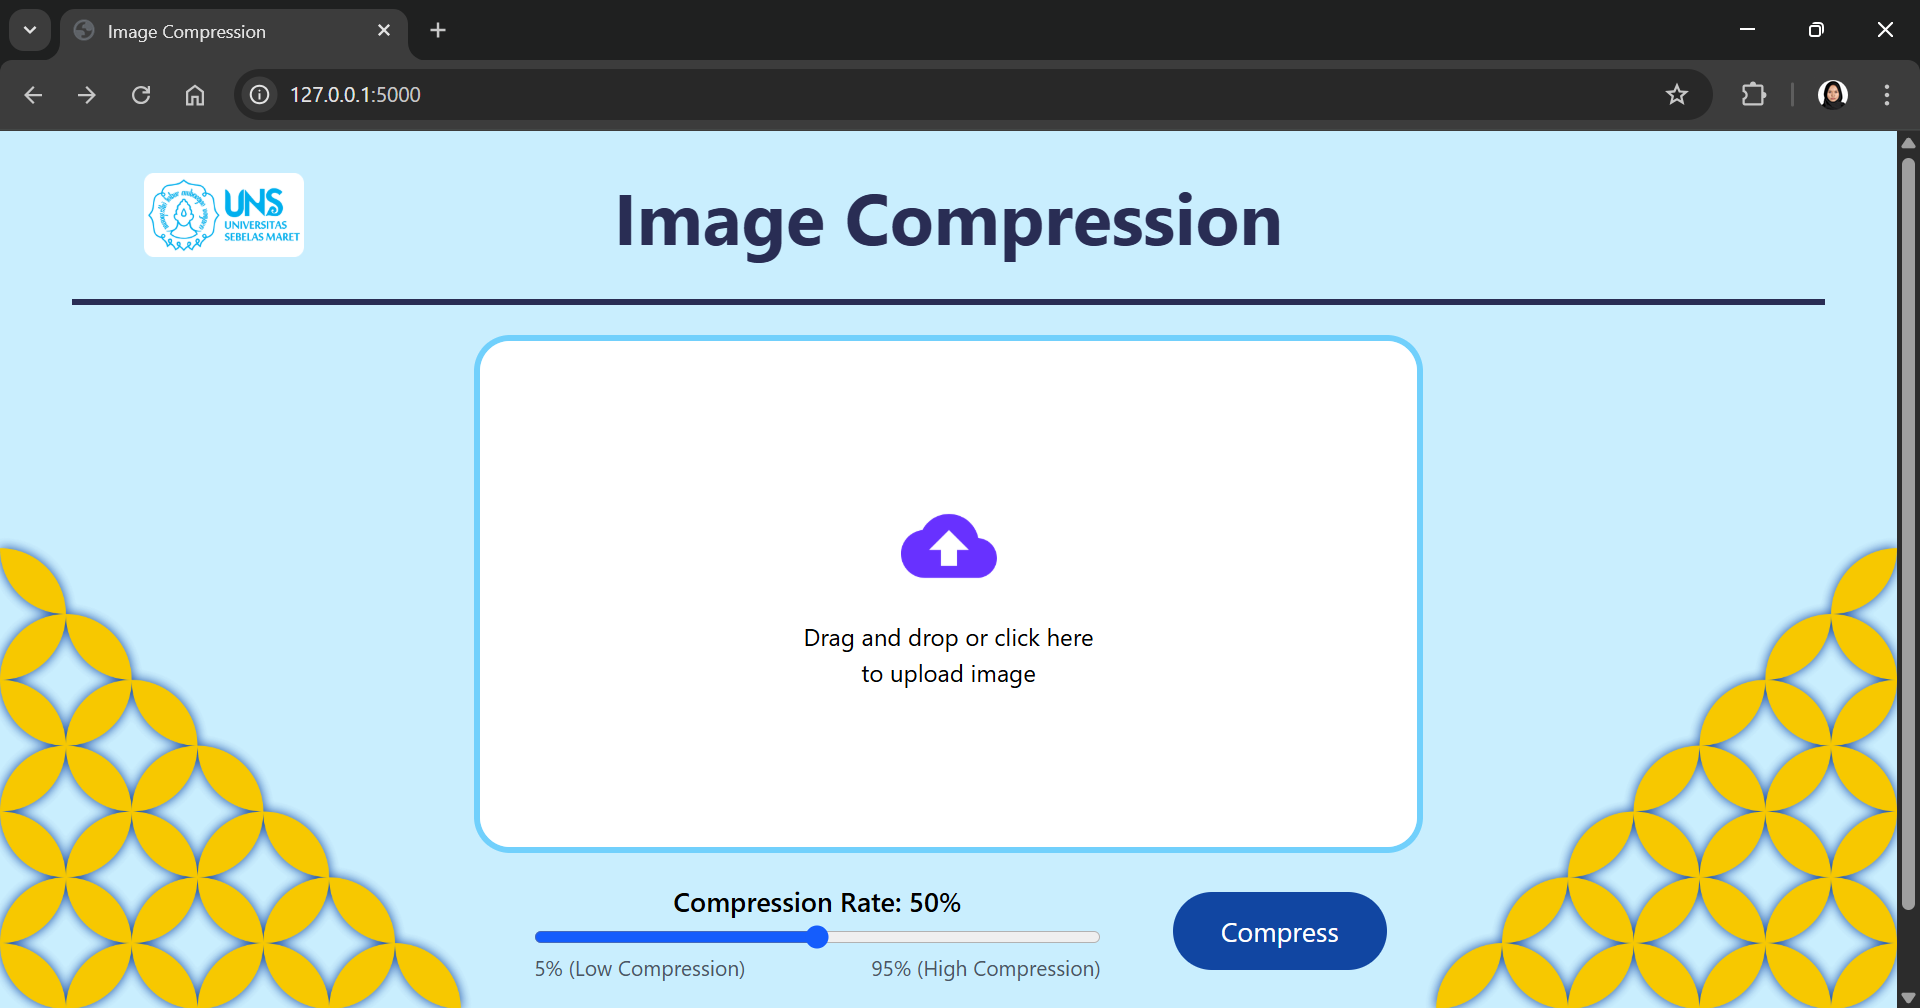 Image Compression
127.0.0.1:5000
UNS
UNIVERSITAS
SEBELAS MARET
Image Compression
Drag and drop or click here
to upload image
Compression Rate: 50%
Compress
5% (Low Compression)
95% (High Compression)